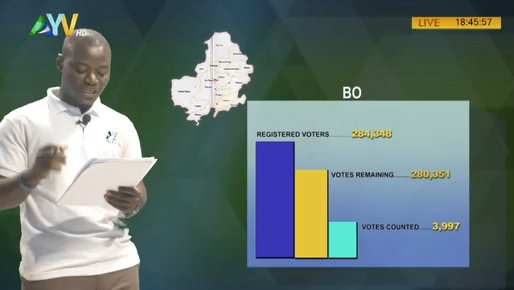 AYV
HD
LIVE 18:45:57
BO
REGISTERED VOTERS ........... 284,348
VOTES REMAINING......... 280,351
VOTES COUNTED...... 3,997